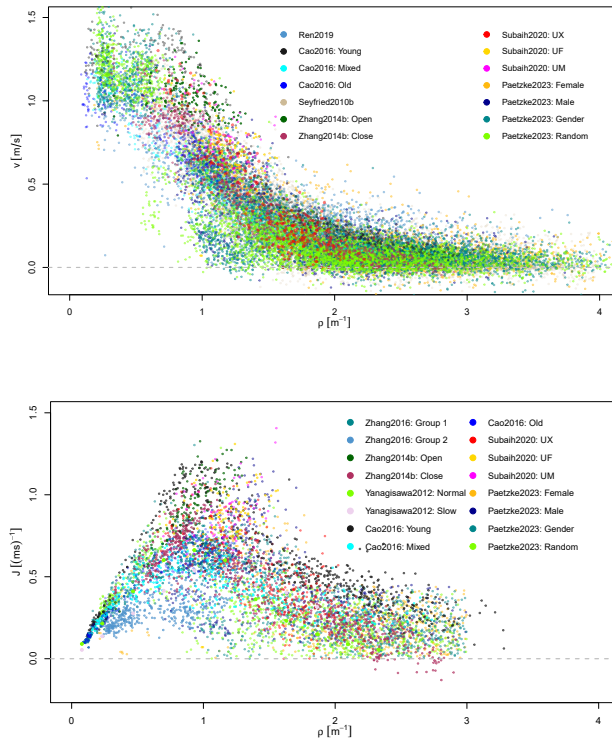 1.5
1.0
0.5
0.0
v [m/s]
Ren2019
Cao2016: Young
Cao2016: Mixed
Cao2016: Old
Seyfried2010b
Zhang2014b: Open
Zhang2014b: Close
Subaih2020: UX
Subaih2020: UF
Subaih2020: UM
Paetzke2023: Female
Paetzke2023: Male
Paetzke2023: Gender
Paetzke2023: Random
0 1 2 3 4
ρ [m⁻¹]
1.5
1.0
0.5
0.0
J [(ms)⁻¹]
Zhang2016: Group 1
Zhang2016: Group 2
Zhang2014b: Open
Zhang2014b: Close
Yanagisawa2012: Normal
Yanagisawa2012: Slow
Cao2016: Young
Cao2016: Mixed
Cao2016: Old
Subaih2020: UX
Subaih2020: UF
Subaih2020: UM
Paetzke2023: Female
Paetzke2023: Male
Paetzke2023: Gender
Paetzke2023: Random
0 1 2 3 4
ρ [m⁻¹]